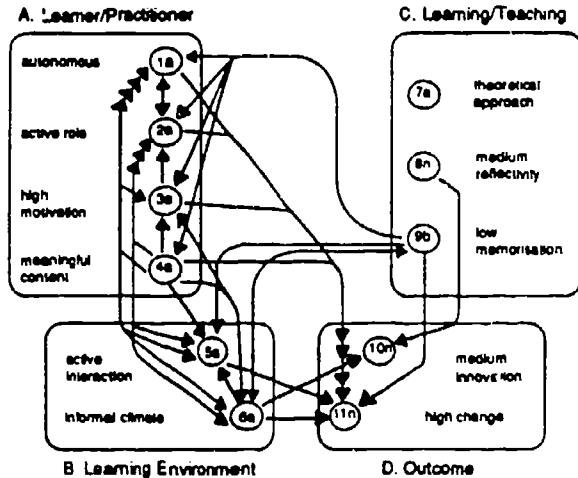 A. Learner/Practitioner
autonomous
1a
active role
2a
high
motivation
3a
meaningful
content
4a
C. Learning/Teaching
7a
theoretical
approach
8n
medium
reflectivity
9b
low
memorisation
active
interaction
5a
informal climate
6a
B. Learning Environment
10n
medium
innovation
11n
high change
D. Outcome